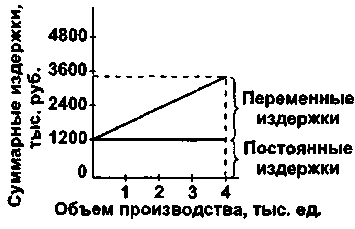 Суммарные издержки,
тыс. руб.
4800
3600
2400
1200
0
Переменные
издержки
Постоянные
издержки
1 2 3 4
Объем производства, тыс. ед.